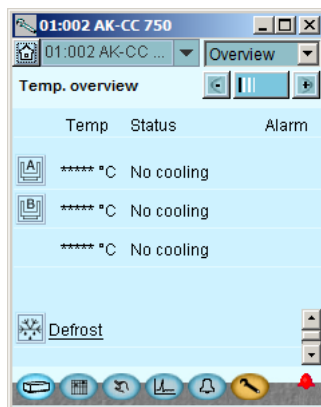 01:002 AK-CC 750
01:002 AK-CC ... Overview
Temp. overview
Temp Status Alarm
A ***** °C No cooling
B ***** °C No cooling
***** °C No cooling
Defrost